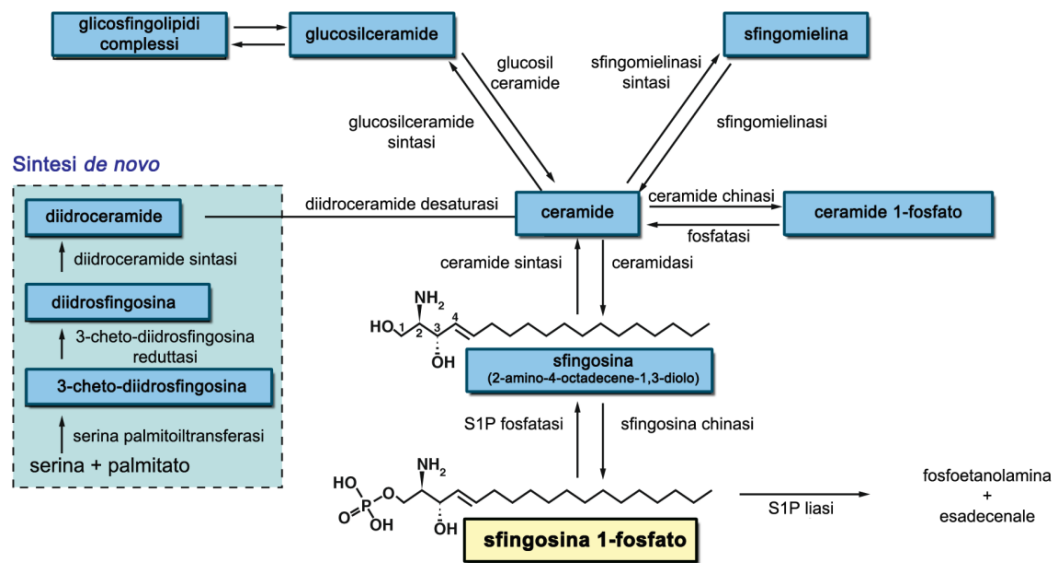 glicosfingolipidi
complessi
glucosilceramide
sfingomielina
glucosil
ceramide
sfingomielinasi
sintasi
glucosilceramide
sintasi
sfingomielinasi
Sintesi de novo
diidroceramide
diidroceramide desaturasi
ceramide
ceramide chinasi
fosfatasi
ceramide 1-fosfato
diidroceramide sintasi
ceramide sintasi
ceramidasi
diidrosfingosina
3-cheto-diidrosfingosina
reduttasi
NH2
HO 1 2 3 4
OH
sfingosina
(2-amino-4-octadecene-1,3-diolo)
3-cheto-diidrosfingosina
serina palmitoiltransferasi
serina + palmitato
S1P fosfatasi
sfingosina chinasi
HO NH2
P O
O OH OH
S1P liasi
fosfoetanolamina
+
esadecenale
sfingosina 1-fosfato